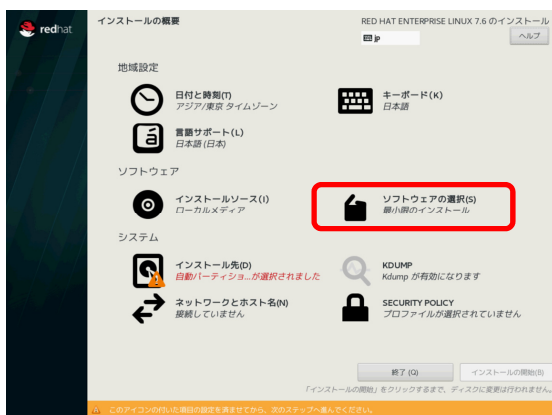 redhat
インストールの概要
RED HAT ENTERPRISE LINUX 7.6 のインストール
jp
ヘルプ
地域設定
日付と時刻(T)
アジア/東京 タイムゾーン
キーボード(K)
日本語
言語サポート(L)
日本語 (日本)
ソフトウェア
インストールソース(I)
ローカルメディア
ソフトウェアの選択(S)
最小限のインストール
システム
インストール先(D)
自動パーティショ...が選択されました
KDUMP
Kdump が有効になります
ネットワークとホスト名(N)
接続していません
SECURITY POLICY
プロファイルが選択されていません
終了 (Q)
インストールの開始(B)
「インストールの開始」をクリックするまで、ディスクに変更は行われません。
このアイコンの付いた項目の設定を済ませてから、次のステップへ進んでください。